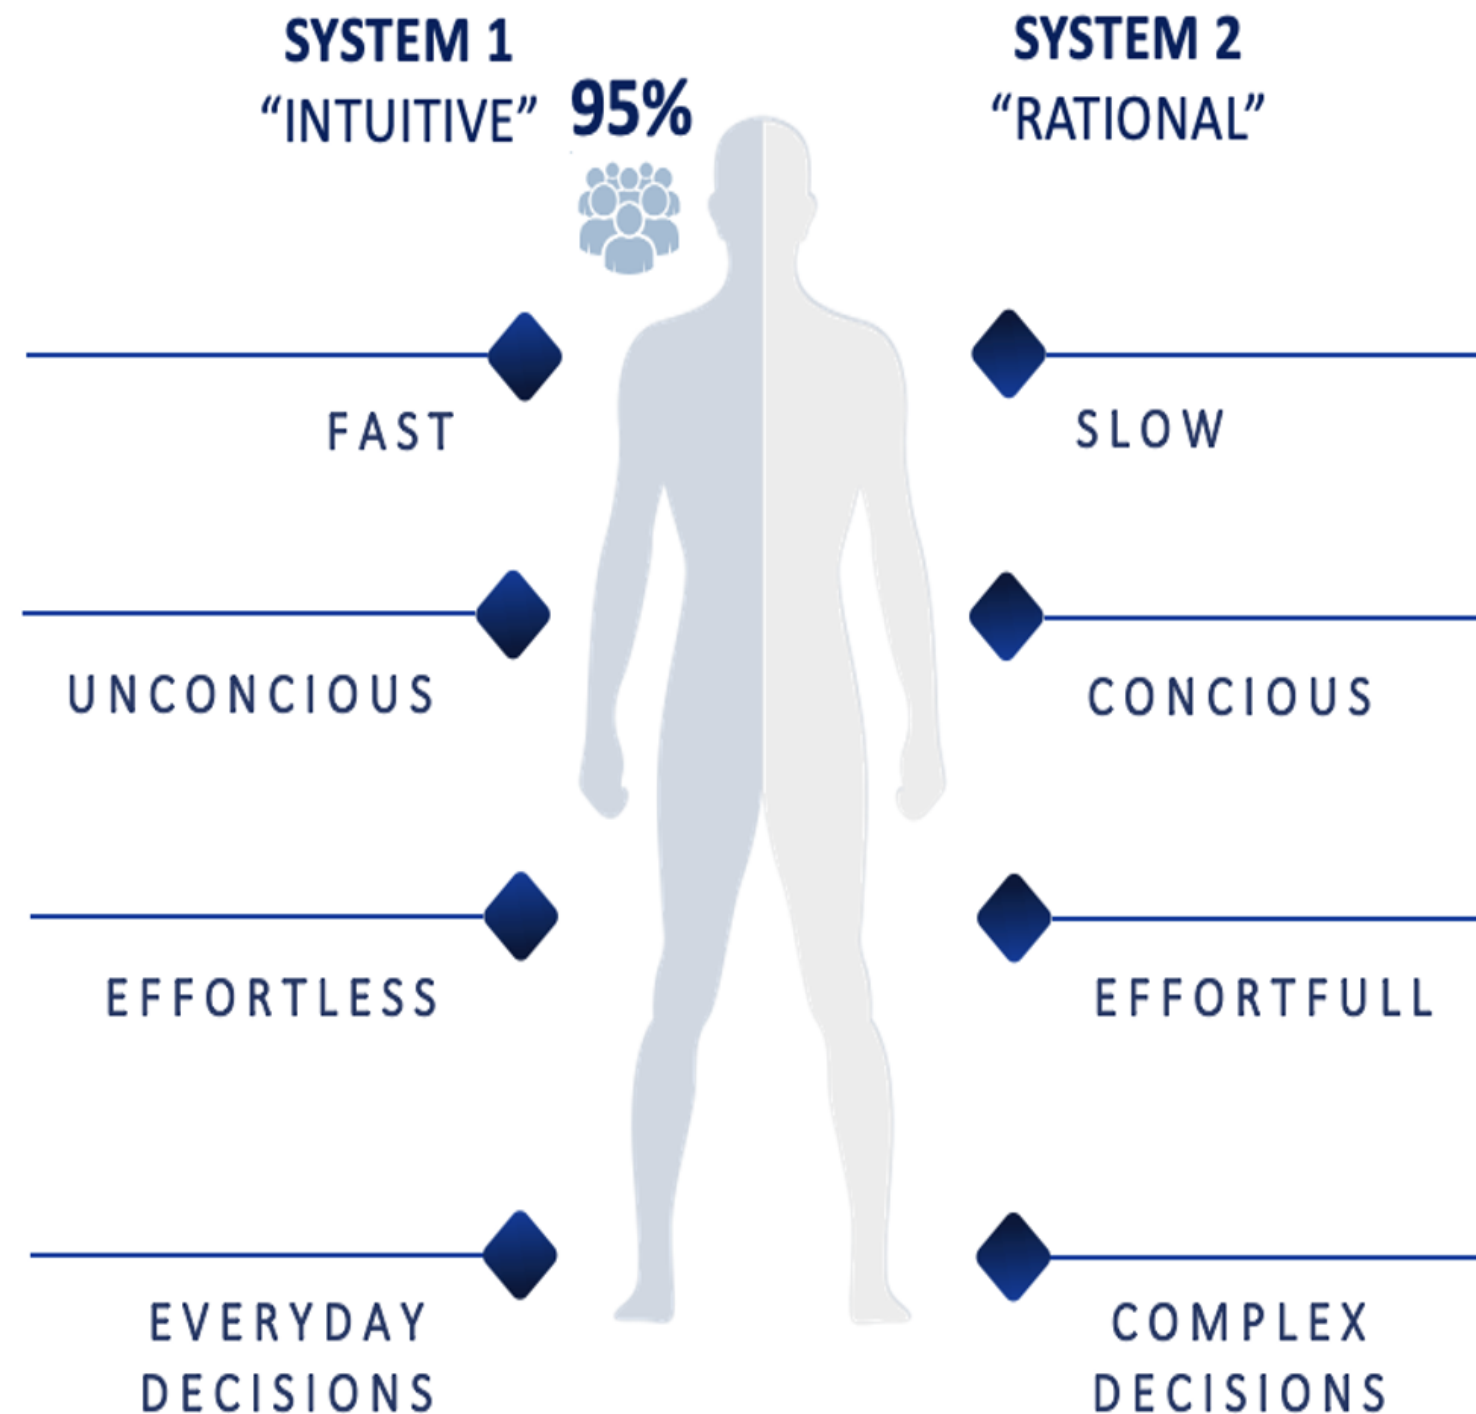 SYSTEM 1
“INTUITIVE”
95%
SYSTEM 2
“RATIONAL”
FAST
SLOW
UNCONCIOUS
CONCIOUS
EFFORTLESS
EFFORTFULL
EVERYDAY
DECISIONS
COMPLEX
DECISIONS